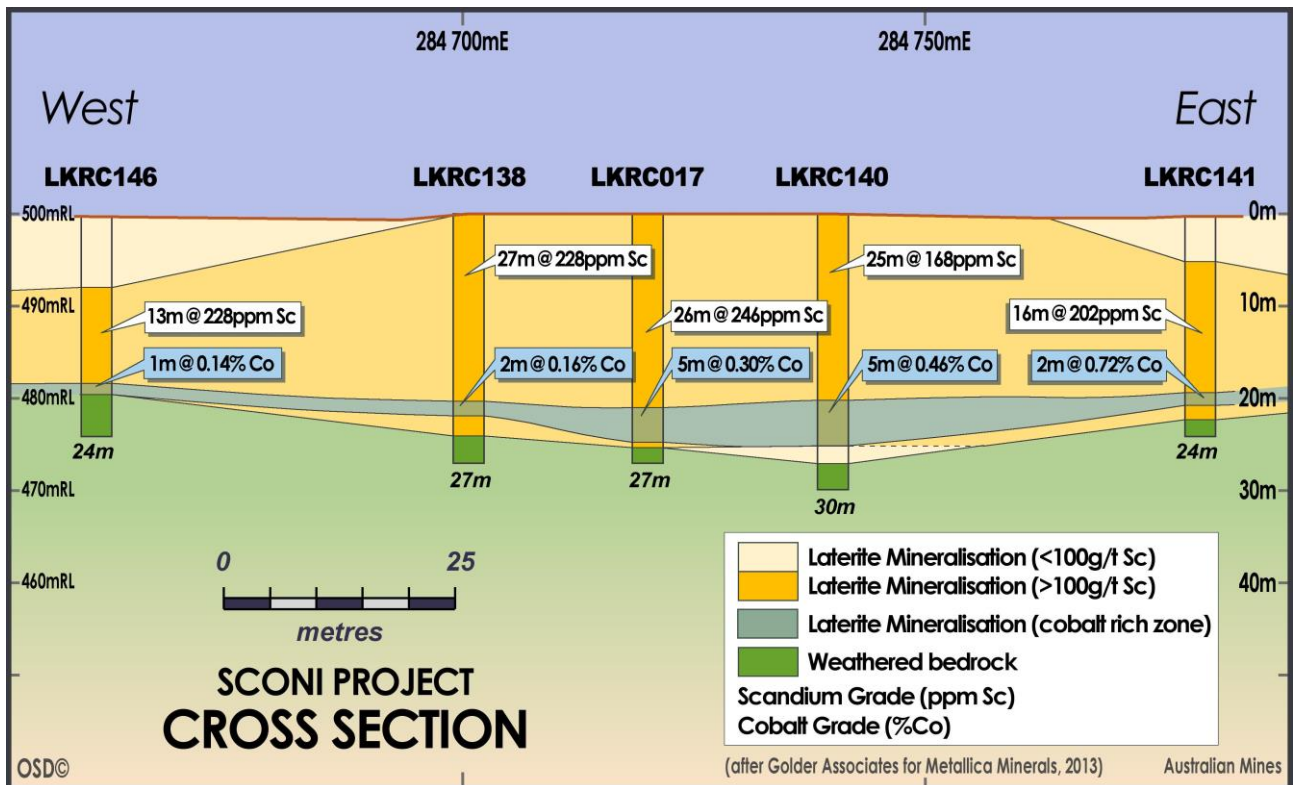 284 700mE
284 750mE
West
East
LKRC146
LKRC138
LKRC017
LKRC140
LKRC141
500mRL
0m
27m @ 228ppm Sc
25m @ 168ppm Sc
490mRL
10m
13m @ 228ppm Sc
26m @ 246ppm Sc
16m @ 202ppm Sc
1m @ 0.14% Co
2m @ 0.16% Co
5m @ 0.30% Co
5m @ 0.46% Co
2m @ 0.72% Co
480mRL
20m
24m
27m
27m
30m
24m
470mRL
30m
460mRL
40m
0
25
metres
SCONI PROJECT
CROSS SECTION
Laterite Mineralisation (<100g/t Sc)
Laterite Mineralisation (>100g/t Sc)
Laterite Mineralisation (cobalt rich zone)
Weathered bedrock
Scandium Grade (ppm Sc)
Cobalt Grade (%Co)
OSD©
(after Golder Associates for Metallica Minerals, 2013)
Australian Mines